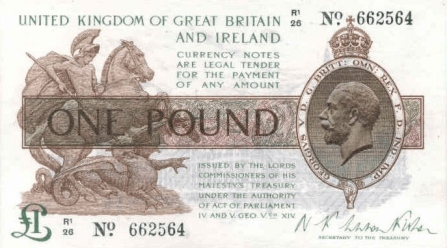 UNITED KINGDOM OF GREAT BRITAIN
AND IRELAND
R1/26 No. 662564
CURRENCY NOTES
ARE LEGAL TENDER
FOR THE PAYMENT
OF ANY AMOUNT
GEORGIVS V D.G. BRITT: OMN: REX F.D. IND: IMP:
ONE POUND
ISSUED BY THE LORDS
COMMISSIONERS OF HIS
MAJESTY'S TREASURY
UNDER THE AUTHORITY
OF ACT OF PARLIAMENT
IV AND V. GEO. V. CH XIV.
£1 R1/26 No. 662564
SECRETARY TO THE TREASURY